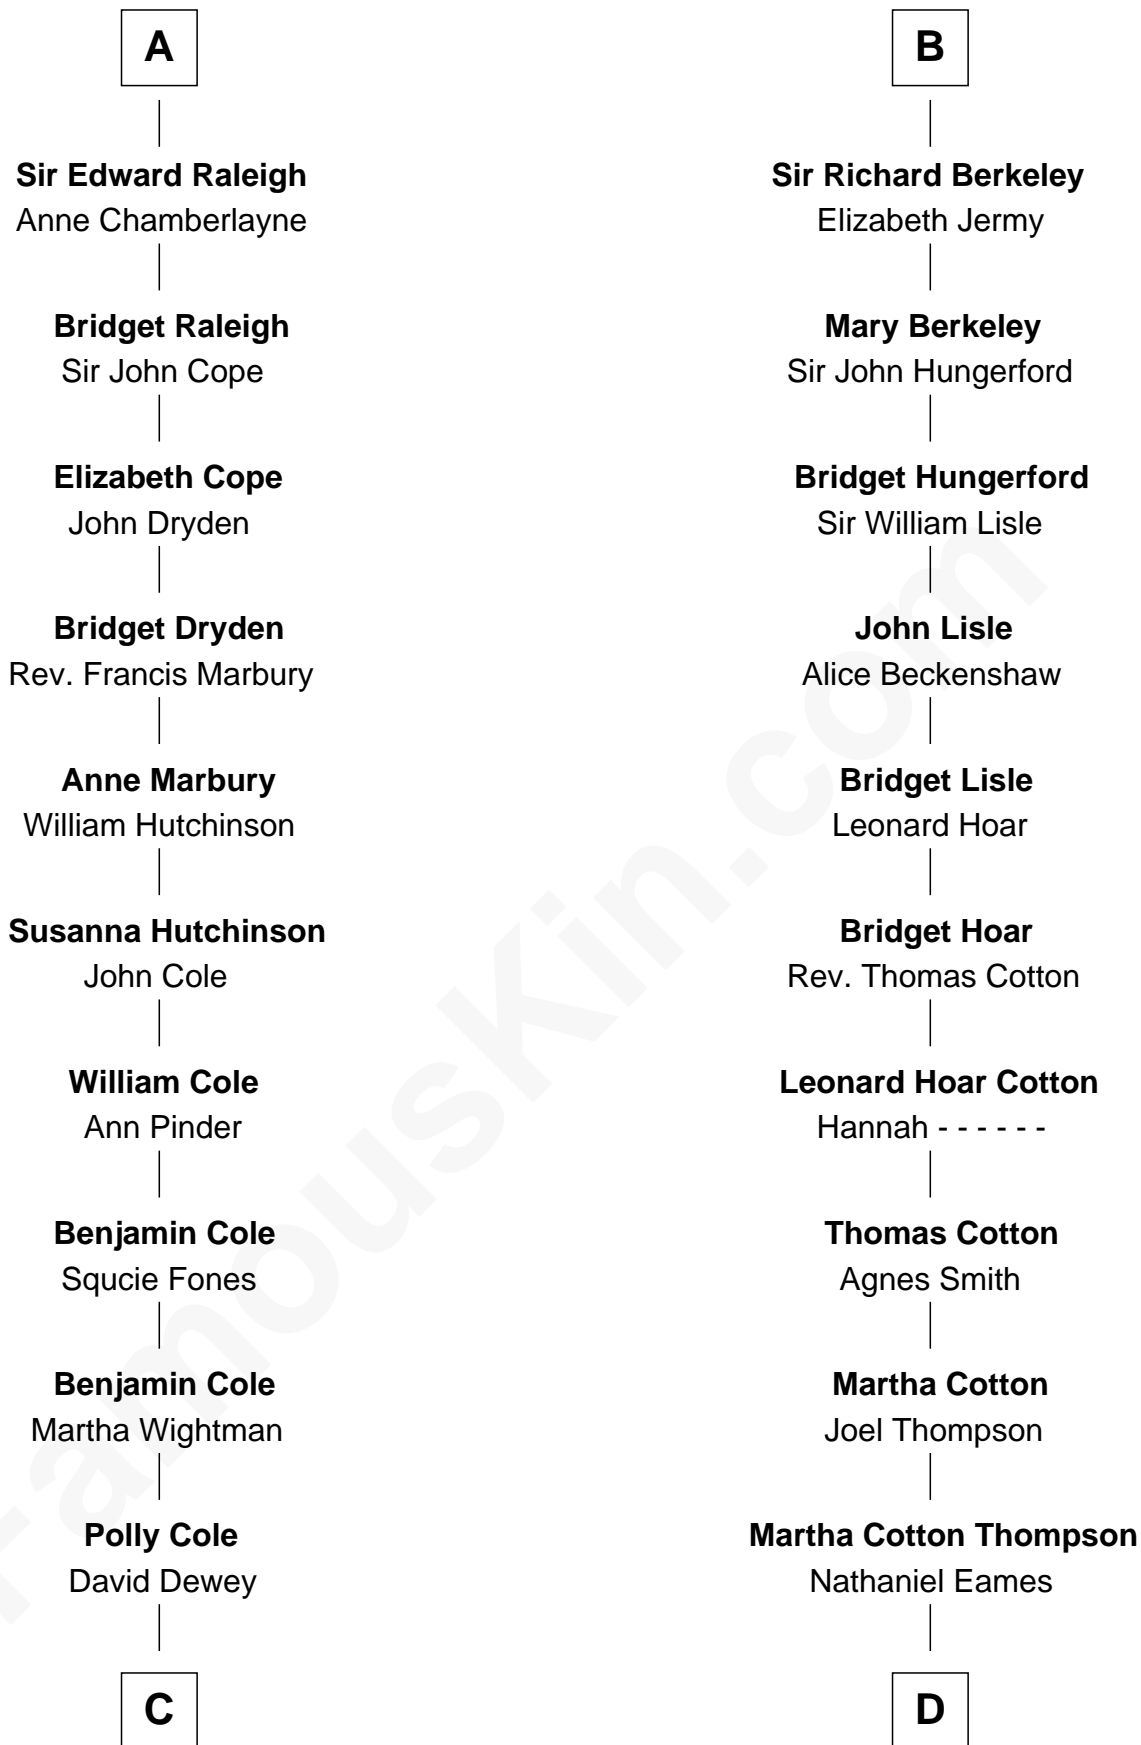 A
Sir Edward Raleigh
Anne Chamberlayne
Bridget Raleigh
Sir John Cope
Elizabeth Cope
John Dryden
Bridget Dryden
Rev. Francis Marbury
Anne Marbury
William Hutchinson
Susanna Hutchinson
John Cole
William Cole
Ann Pinder
Benjamin Cole
Squcie Fones
Benjamin Cole
Martha Wightman
Polly Cole
David Dewey
C
B
Sir Richard Berkeley
Elizabeth Jermy
Mary Berkeley
Sir John Hungerford
Bridget Hungerford
Sir William Lisle
John Lisle
Alice Beckenshaw
Bridget Lisle
Leonard Hoar
Bridget Hoar
Rev. Thomas Cotton
Leonard Hoar Cotton
Hannah - - - - - -
Thomas Cotton
Agnes Smith
Martha Cotton
Joel Thompson
Martha Cotton Thompson
Nathaniel Eames
D
FamousKin.com